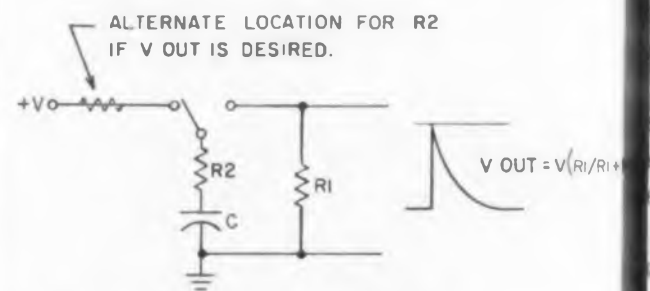 ALTERNATE LOCATION FOR R2
IF V OUT IS DESIRED.
+V
R2
R1
C
V OUT = V(R1/R1+